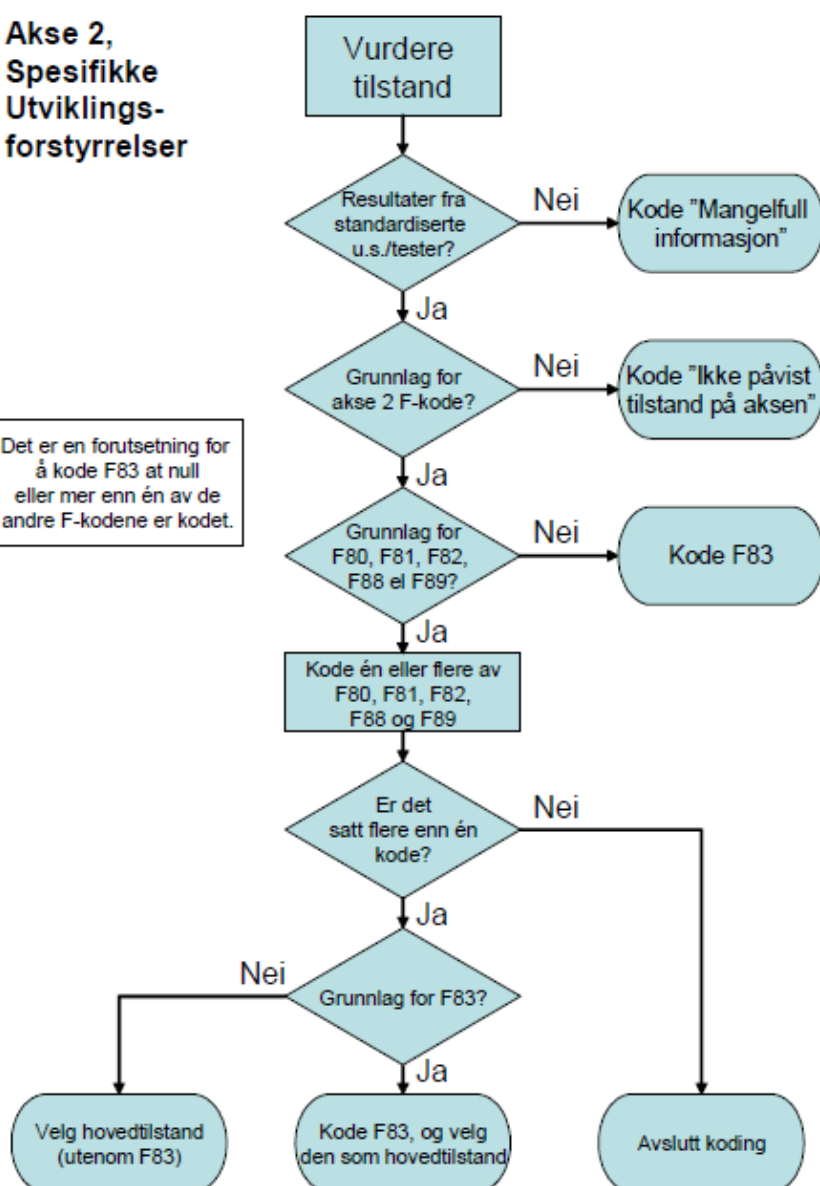 Akse 2,
Spesifikke
Utviklings-
forstyrrelser
Vurdere
tilstand
Resultater fra
standardiserte
u.s./tester?
Nei
Kode "Mangelfull
informasjon"
Ja
Grunnlag for
akse 2 F-kode?
Nei
Kode "Ikke påvist
tilstand på aksen"
Det er en forutsetning for
å kode F83 at null
eller mer enn én av de
andre F-kodene er kodet.
Ja
Grunnlag for
F80, F81, F82,
F88 el F89?
Nei
Kode F83
Ja
Kode én eller flere av
F80, F81, F82,
F88 og F89
Er det
satt flere enn én
kode?
Nei
Ja
Grunnlag for F83?
Nei
Ja
Velg hovedtilstand
(utenom F83)
Kode F83, og velg
den som hovedtilstand
Avslutt koding